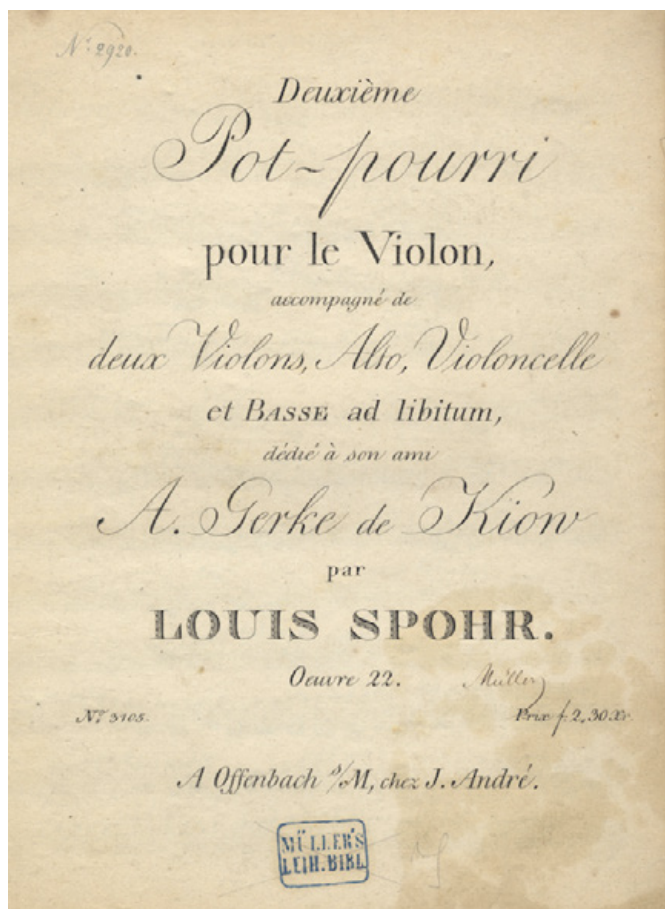 N.º 2920.
Deuxième
Pot-pourri
pour le Violon,
accompagné de
deux Violons, Alto, Violoncelle
et BASSE ad libitum,
dédié à son ami
A. Gerke de Kiow
par
LOUIS SPOHR.
Oeuvre 22. Müller
Nº 3105. Prix f. 2, 30 Xr.
A Offenbach s/M, chez J. André.
MÜLLER'S
LEIH.BIBL